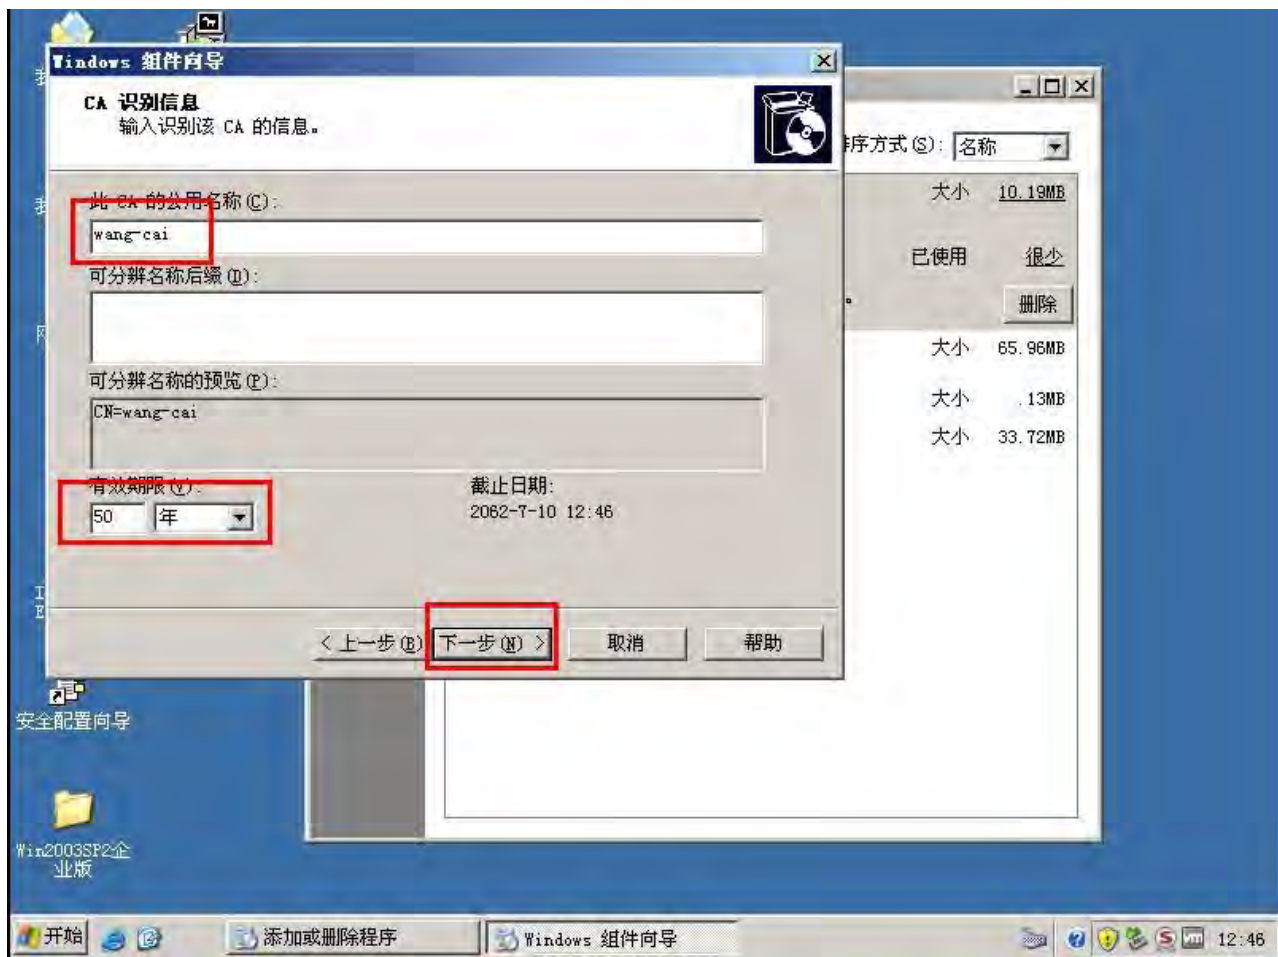 Windows 组件向导
CA 识别信息
输入识别该 CA 的信息。
排序方式(S): 名称
此 CA 的公用名称(C):
wang-cai
大小 10.19MB
可分辨名称后缀(D):
已使用 很少
删除
大小 65.96MB
可分辨名称的预览(P):
CN=wang-cai
大小 .13MB
大小 33.72MB
有效期限(V):
50 年
截止日期:
2062-7-10 12:46
< 上一步(B) 下一步(N) > 取消 帮助
安全配置向导
Win2003SP2企
业版
开始 添加或删除程序 Windows 组件向导 12:46